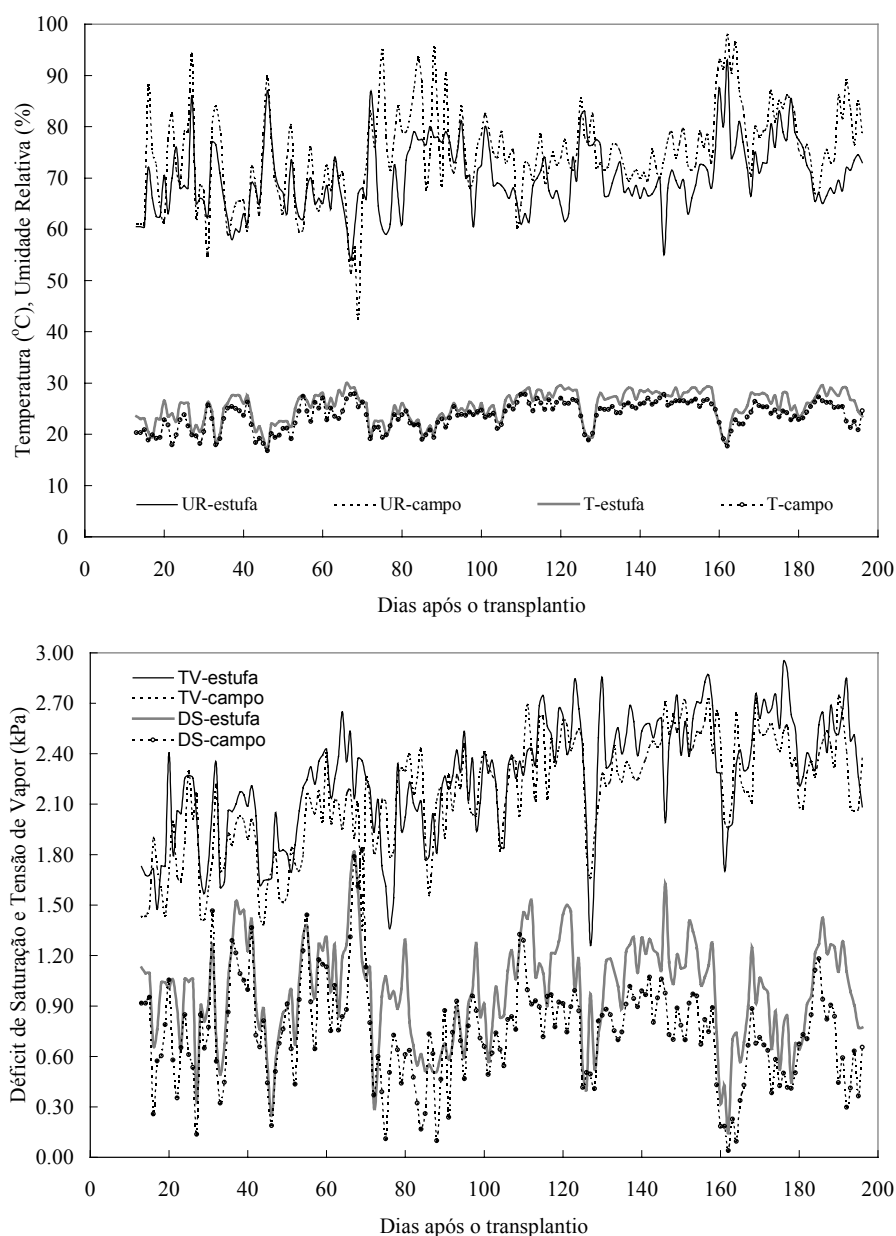 100
90
80
70
60
50
40
30
20
10
0
Temperatura (°C), Umidade Relativa (%)
UR-estufa UR-campo T-estufa T-campo
0 20 40 60 80 100 120 140 160 180 200
Dias após o transplantio
3.00
2.70
2.40
2.10
1.80
1.50
1.20
0.90
0.60
0.30
0.00
Déficit de Saturação e Tensão de Vapor (kPa)
TV-estufa
TV-campo
DS-estufa
DS-campo
0 20 40 60 80 100 120 140 160 180 200
Dias após o transplantio